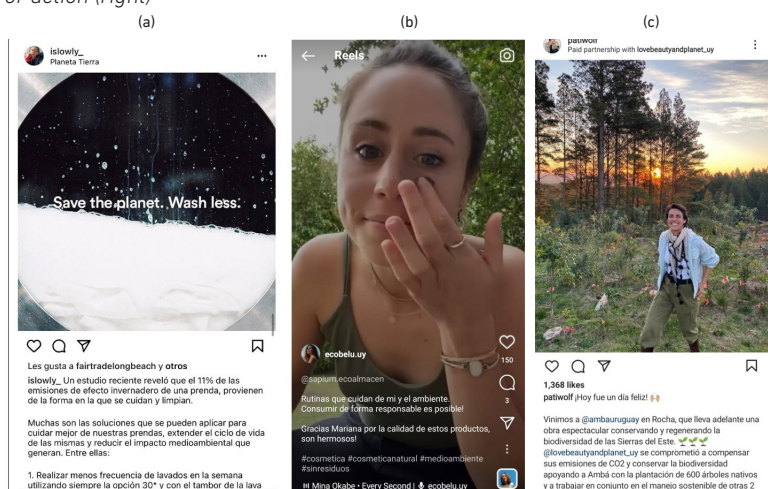 or action (right)
(a)
(b)
(c)
islowly_
Planeta Tierra
Save the planet. Wash less.
Les gusta a fairtradelongbeach y otros
islowly_ Un estudio reciente reveló que el 11% de las
emisiones de efecto invernadero de una prenda, provienen
de la forma en la que se cuidan y limpian.
Muchas son las soluciones que se pueden aplicar para
cuidar mejor de nuestras prendas, extender el ciclo de vida
de las mismas y reducir el impacto medioambiental que
generan. Entre ellas:
1. Realizar menos frecuencia de lavados en la semana
utilizando siempre la opción 30* y con el tambor de la lava
Reels
ecobelu.uy
150
@sapium.ecoalmacen
3
Rutinas que cuidan de mi y el ambiente.
Consumir de forma responsable es posible!
Gracias Mariana por la calidad de estos productos,
son hermosos!
#cosmetica #cosmeticanatural #medioambiente
#sinresiduos
Mina Okabe • Every Second | ecobelu.uy
patiwolf
Paid partnership with lovebeautyandplanet_uy
1,368 likes
patiwolf ¡Hoy fue un día feliz! 🙌
Vinimos a @ambauruguay en Rocha, que lleva adelante una
obra espectacular conservando y regenerando la
biodiversidad de las Sierras del Este. 🌱🌱🌱
@lovebeautyandplanet_uy se comprometió a compensar
sus emisiones de CO2 y conservar la biodiversidad
apoyando a Ambá con la plantación de 600 árboles nativos
y a trabajar en conjunto en el manejo sostenible de otras 2